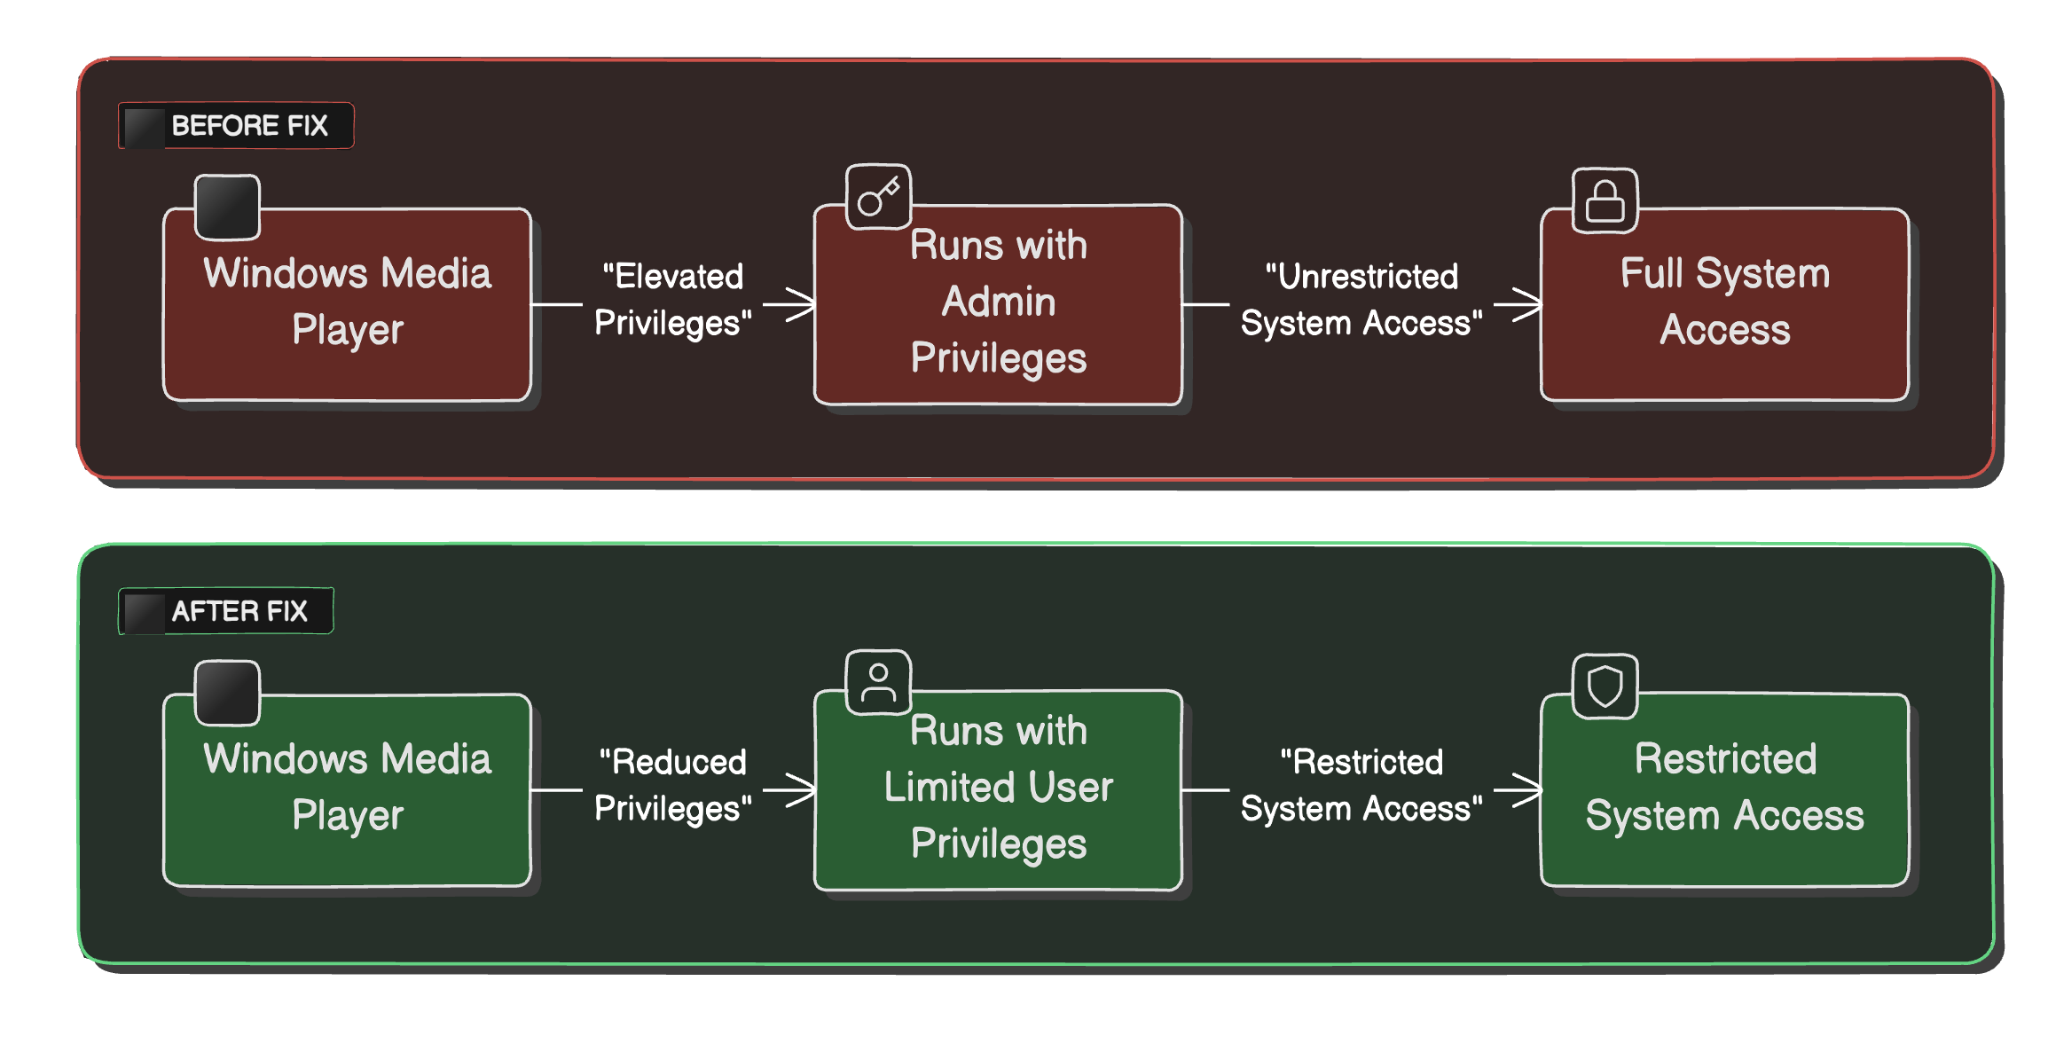 BEFORE FIX
Windows Media
Player
"Elevated
Privileges"
Runs with
Admin
Privileges
"Unrestricted
System Access"
Full System
Access
AFTER FIX
Windows Media
Player
"Reduced
Privileges"
Runs with
Limited User
Privileges
"Restricted
System Access"
Restricted
System Access